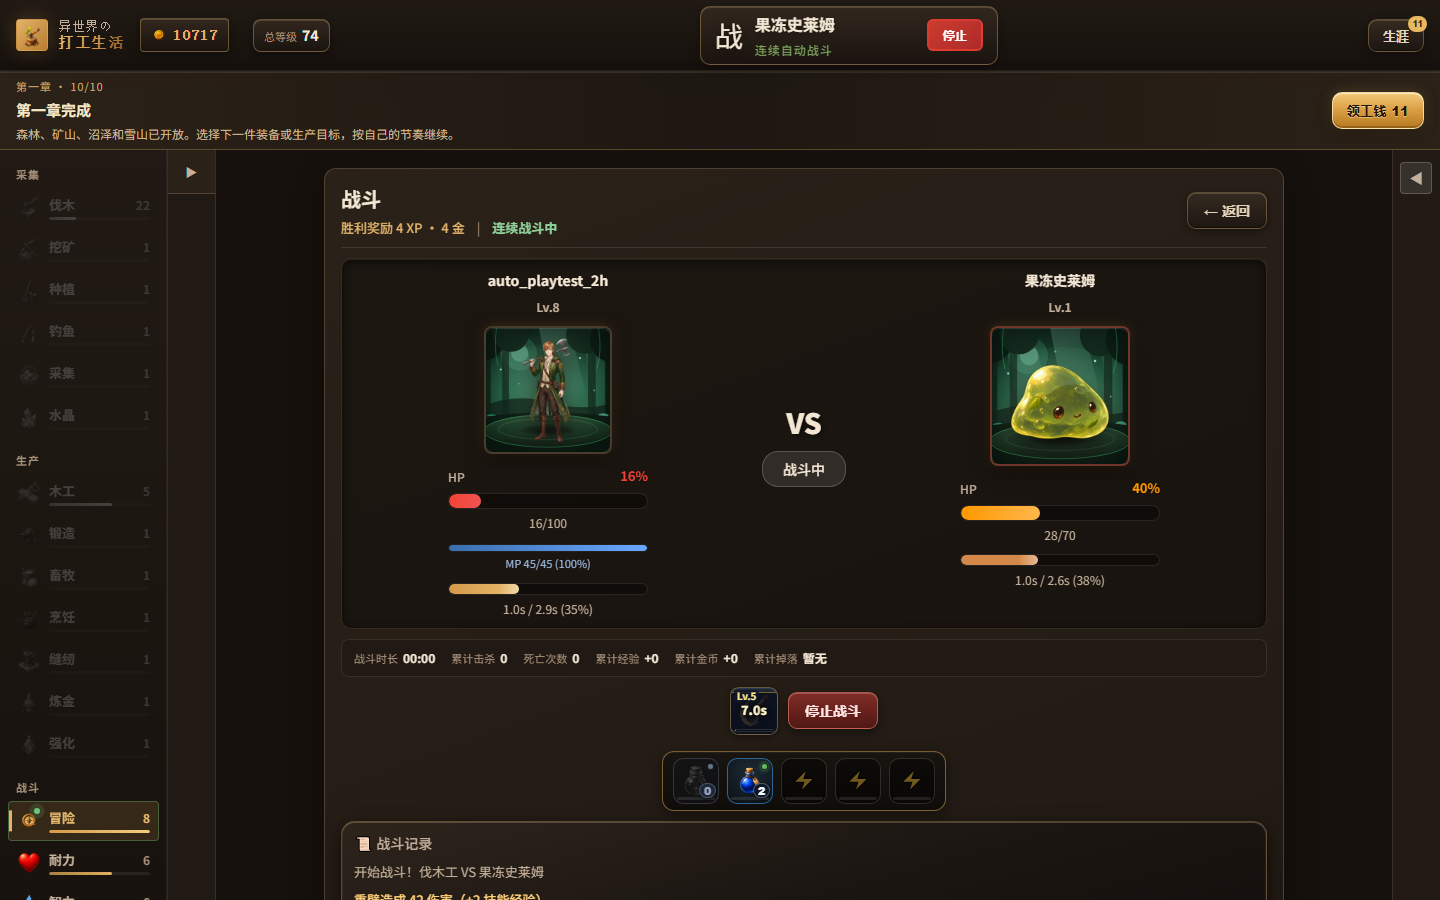 异世界の
打工生活
10717
总等级 74
战
果冻史莱姆
连续自动战斗
停止
生涯
11
第一章 · 10/10
第一章完成
森林、矿山、沼泽和雪山已开放。选择下一件装备或生产目标，按自己的节奏继续。
领工钱 11
采集
伐木 22
挖矿 1
种植 1
钓鱼 1
采集 1
水晶 1
生产
木工 5
锻造 1
畜牧 1
烹饪 1
缝纫 1
炼金 1
强化 1
战斗
冒险 8
耐力 6
战斗
胜利奖励 4 XP · 4 金 | 连续战斗中
← 返回
auto_playtest_2h
Lv.8
HP 16%
16/100
MP 45/45 (100%)
1.0s / 2.9s (35%)
VS
战斗中
果冻史莱姆
Lv.1
HP 40%
28/70
1.0s / 2.6s (38%)
战斗时长 00:00 累计击杀 0 死亡次数 0 累计经验 +0 累计金币 +0 累计掉落 暂无
Lv.5
7.0s
停止战斗
0
2
战斗记录
开始战斗！伐木工 VS 果冻史莱姆
重劈造成 42 伤害（+2 技能经验）